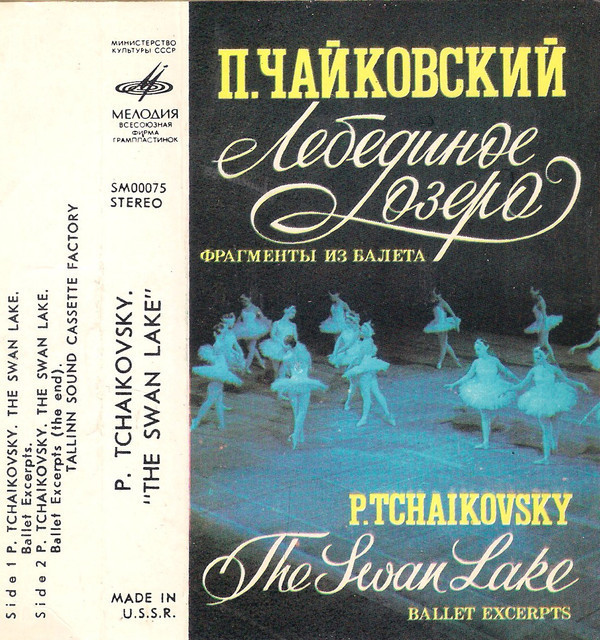 Side 1 P. TCHAIKOVSKY. THE SWAN LAKE.
Ballet Excerpts.
Side 2 P. TCHAIKOVSKY. THE SWAN LAKE.
Ballet Excerpts (the end).
TALLINN SOUND CASSETTE FACTORY
МИНИСТЕРСТВО
КУЛЬТУРЫ СССР
МЕЛОДИЯ
ВСЕСОЮЗНАЯ
ФИРМА
ГРАМПЛАСТИНОК
SM00075
STEREO
P. TCHAIKOVSKY.
"THE SWAN LAKE"
MADE IN
U.S.S.R.
П.ЧАЙКОВСКИЙ
Лебединое
озеро
ФРАГМЕНТЫ ИЗ БАЛЕТА
P.TCHAIKOVSKY
The Swan Lake
BALLET EXCERPTS